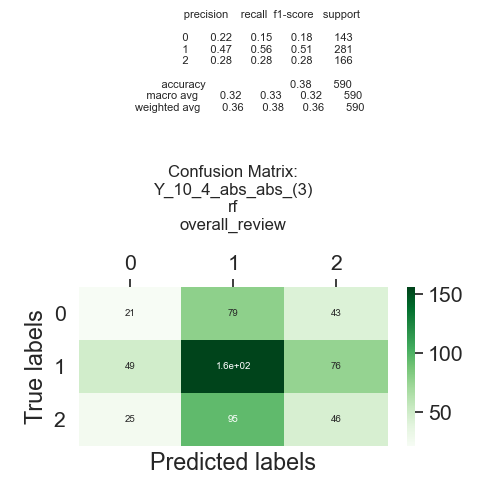 precision recall f1-score support
0 0.22 0.15 0.18 143
1 0.47 0.56 0.51 281
2 0.28 0.28 0.28 166
accuracy 0.38 590
macro avg 0.32 0.33 0.32 590
weighted avg 0.36 0.38 0.36 590
Confusion Matrix:
Y_10_4_abs_abs_(3)
rf
overall_review
0 1 2
0 21 79 43
1 49 1.6e+02 76
2 25 95 46
True labels
Predicted labels
150
100
50